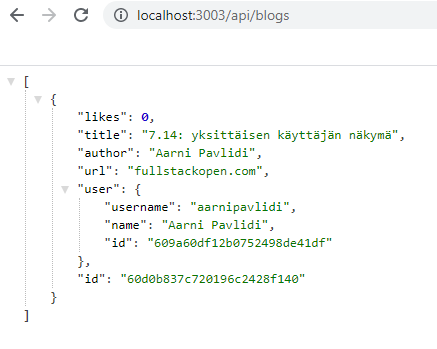 localhost:3003/api/blogs
[
{
"likes": 0,
"title": "7.14: yksittäisen käyttäjän näkymä",
"author": "Aarni Pavlidi",
"url": "fullstackopen.com",
"user": {
"username": "aarnipavlidi",
"name": "Aarni Pavlidi",
"id": "609a60df12b0752498de41df"
},
"id": "60d0b837c720196c2428f140"
}
]